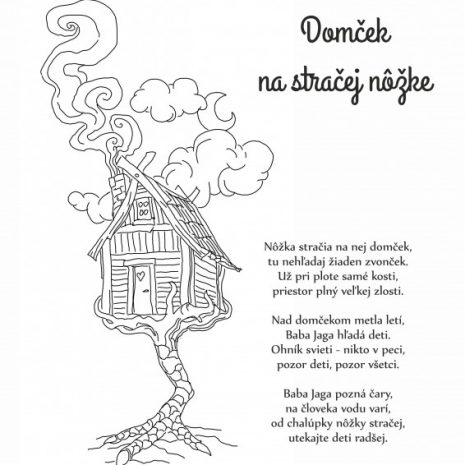 Domček
na stračej nôžke
Nôžka stračia na nej domček,
tu nehľadaj žiaden zvonček.
Už pri plote samé kosti,
priestor plný veľkej zlosti.
Nad domčekom metla letí,
Baba Jaga hľadá deti.
Ohník svieti - nikto v peci,
pozor deti, pozor všetci.
Baba Jaga pozná čary,
na človeka vodu varí,
od chalúpky nôžky stračej,
utekajte deti radšej.